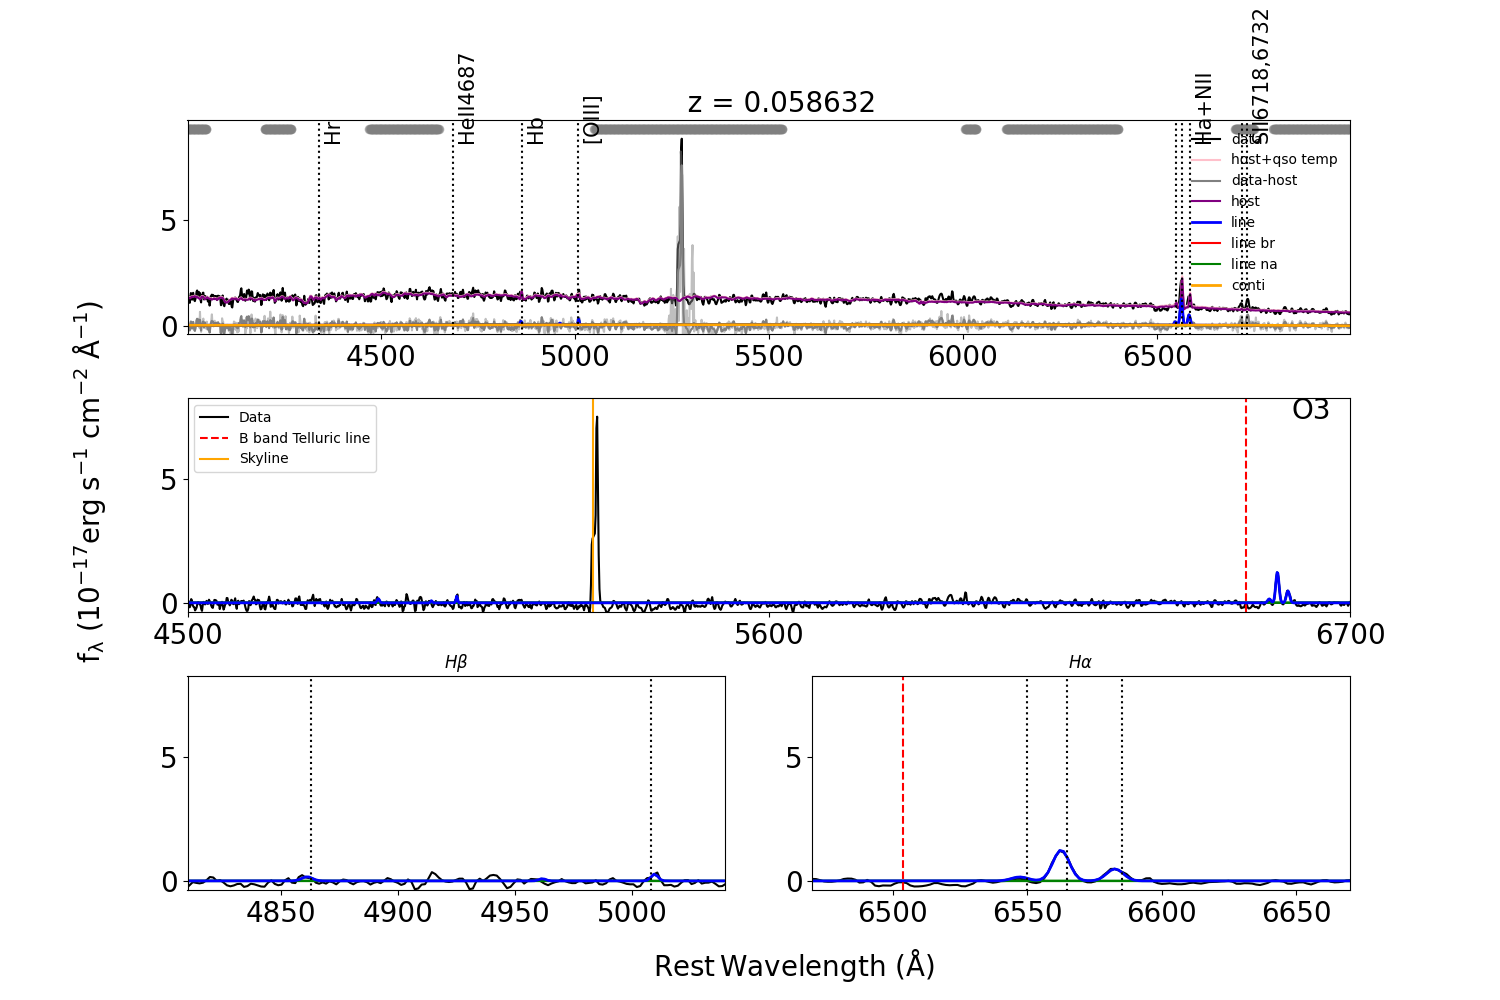 z = 0.058632
Hr
HeII4687
Hb
[OIII]
Ha+NII
SII6718,6732
data
host+qso temp
data-host
host
line
line br
line na
conti
5
0
4500 5000 5500 6000 6500
O3
Data
B band Telluric line
Skyline
5
0
4500 5600 6700
fλ (10⁻¹⁷erg s⁻¹ cm⁻² Å⁻¹)
Hβ
5
0
4850 4900 4950 5000
Hα
5
0
6500 6550 6600 6650
Rest Wavelength (Å)